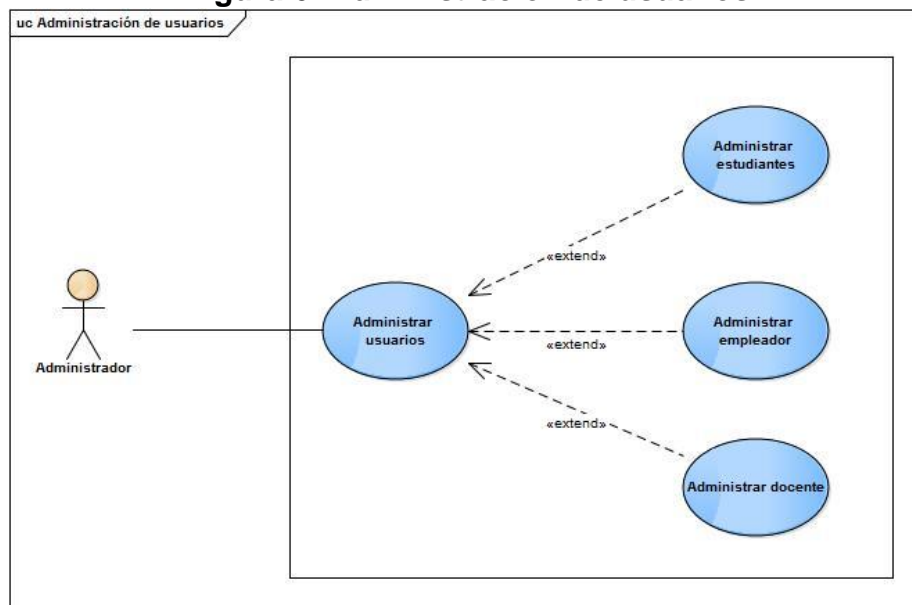 uc Administración de usuarios
Administrar
estudiantes
«extend»
Administrar
usuarios
Administrar
empleador
«extend»
Administrador
«extend»
Administrar docente